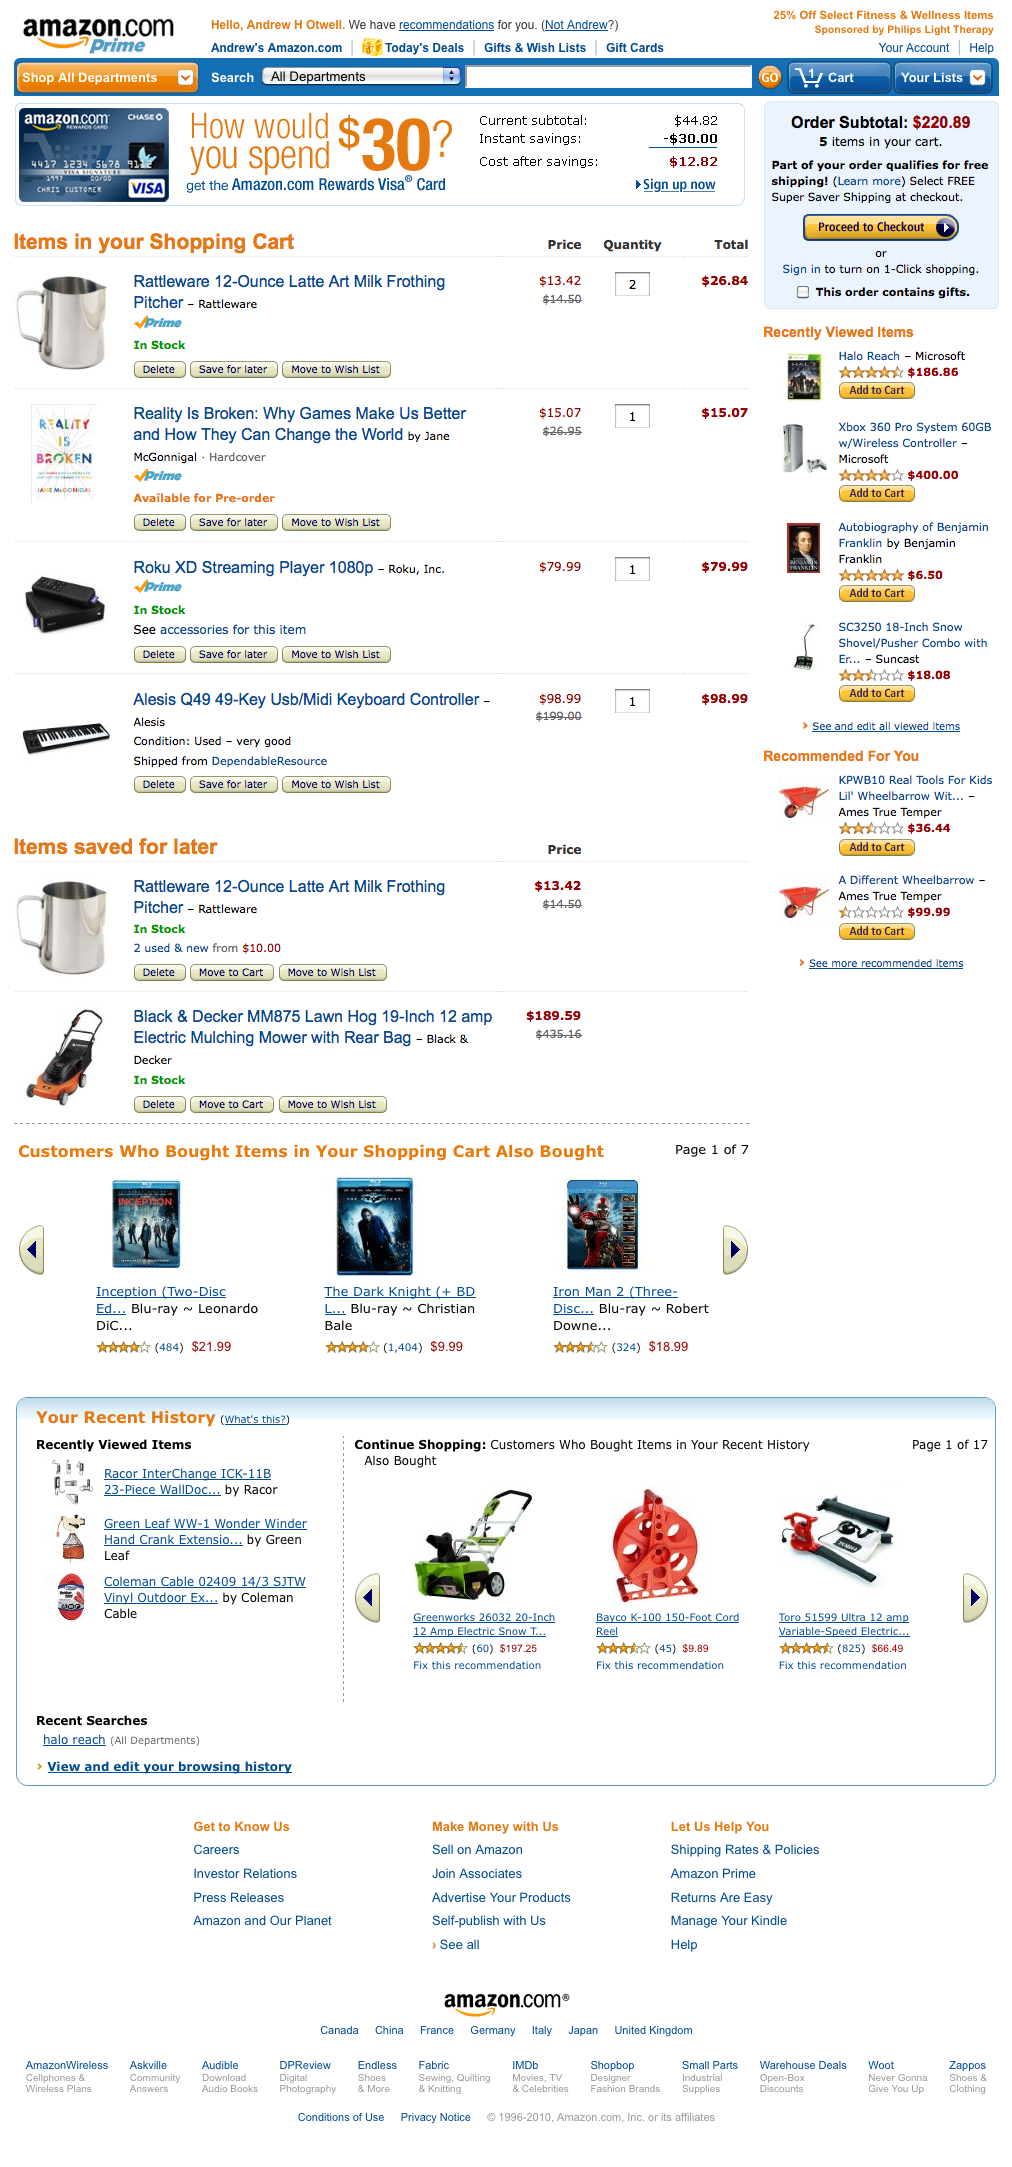 amazon.com
Prime
Hello, Andrew H Otwell. We have recommendations for you. (Not Andrew?)
Andrew's Amazon.com | Today's Deals | Gifts & Wish Lists | Gift Cards
25% Off Select Fitness & Wellness Items
Sponsored by Philips Light Therapy
Your Account | Help
Shop All Departments
Search All Departments GO
1 Cart
Your Lists
amazon.com
REWARDS CARD
CHASE
4417 1234 5678 9112
VISA SIGNATURE
CHRIS CUSTOMER
VISA
How would you spend $30?
get the Amazon.com Rewards Visa® Card
Current subtotal: $44.82
Instant savings: -$30.00
Cost after savings: $12.82
Sign up now
Order Subtotal: $220.89
5 items in your cart.
Part of your order qualifies for free
shipping! (Learn more) Select FREE
Super Saver Shipping at checkout.
Proceed to Checkout
or
Sign in to turn on 1-Click shopping.
This order contains gifts.
Items in your Shopping Cart Price Quantity Total
Rattleware 12-Ounce Latte Art Milk Frothing $13.42 2 $26.84
Pitcher – Rattleware $14.50
Prime
In Stock
Delete Save for later Move to Wish List
REALITY
IS
BROKEN
JANE McGONIGAL
Reality Is Broken: Why Games Make Us Better $15.07 1 $15.07
and How They Can Change the World by Jane $26.95
McGonigal · Hardcover
Prime
Available for Pre-order
Delete Save for later Move to Wish List
Roku XD Streaming Player 1080p – Roku, Inc. $79.99 1 $79.99
Prime
In Stock
See accessories for this item
Delete Save for later Move to Wish List
Alesis Q49 49-Key Usb/Midi Keyboard Controller – $98.99 1 $98.99
Alesis $199.00
Condition: Used – very good
Shipped from DependableResource
Delete Save for later Move to Wish List
Recently Viewed Items
Halo Reach – Microsoft
$186.86
Add to Cart
Xbox 360 Pro System 60GB
w/Wireless Controller –
Microsoft
$400.00
Add to Cart
Autobiography of Benjamin
Franklin by Benjamin
Franklin
$6.50
Add to Cart
SC3250 18-Inch Snow
Shovel/Pusher Combo with
Er... – Suncast
$18.08
Add to Cart
See and edit all viewed items
Recommended For You
KPWB10 Real Tools For Kids
Lil' Wheelbarrow Wit... –
Ames True Temper
$36.44
Add to Cart
A Different Wheelbarrow –
Ames True Temper
$99.99
Add to Cart
See more recommended items
Items saved for later Price
Rattleware 12-Ounce Latte Art Milk Frothing $13.42
Pitcher – Rattleware $14.50
In Stock
2 used & new from $10.00
Delete Move to Cart Move to Wish List
Black & Decker MM875 Lawn Hog 19-Inch 12 amp $189.59
Electric Mulching Mower with Rear Bag – Black & $435.16
Decker
In Stock
Delete Move to Cart Move to Wish List
Customers Who Bought Items in Your Shopping Cart Also Bought Page 1 of 7
INCEPTION
IRON MAN 2
Inception (Two-Disc
Ed... Blu-ray ~ Leonardo
DiC...
(484) $21.99
The Dark Knight (+ BD
L... Blu-ray ~ Christian
Bale
(1,404) $9.99
Iron Man 2 (Three-
Disc... Blu-ray ~ Robert
Downe...
(324) $18.99
Your Recent History (What's this?)
Recently Viewed Items
Racor InterChange ICK-11B
23-Piece WallDoc... by Racor
Green Leaf WW-1 Wonder Winder
Hand Crank Extensio... by Green
Leaf
Coleman Cable 02409 14/3 SJTW
Vinyl Outdoor Ex... by Coleman
Cable
Continue Shopping: Customers Who Bought Items in Your Recent History Page 1 of 17
Also Bought
Greenworks 26032 20-Inch
12 Amp Electric Snow T...
(60) $197.25
Fix this recommendation
Bayco K-100 150-Foot Cord
Reel
(45) $9.89
Fix this recommendation
Toro 51599 Ultra 12 amp
Variable-Speed Electric...
(825) $66.49
Fix this recommendation
Recent Searches
halo reach (All Departments)
View and edit your browsing history
Get to Know Us
Careers
Investor Relations
Press Releases
Amazon and Our Planet
Make Money with Us
Sell on Amazon
Join Associates
Advertise Your Products
Self-publish with Us
› See all
Let Us Help You
Shipping Rates & Policies
Amazon Prime
Returns Are Easy
Manage Your Kindle
Help
amazon.com®
Canada China France Germany Italy Japan United Kingdom
AmazonWireless Askville Audible DPReview Endless Fabric IMDb Shopbop Small Parts Warehouse Deals Woot Zappos
Cellphones & Community Download Digital Shoes Sewing, Quilting Movies, TV Designer Industrial Open-Box Never Gonna Shoes &
Wireless Plans Answers Audio Books Photography & More & Knitting & Celebrities Fashion Brands Supplies Discounts Give You Up Clothing
Conditions of Use Privacy Notice © 1996-2010, Amazon.com, Inc. or its affiliates